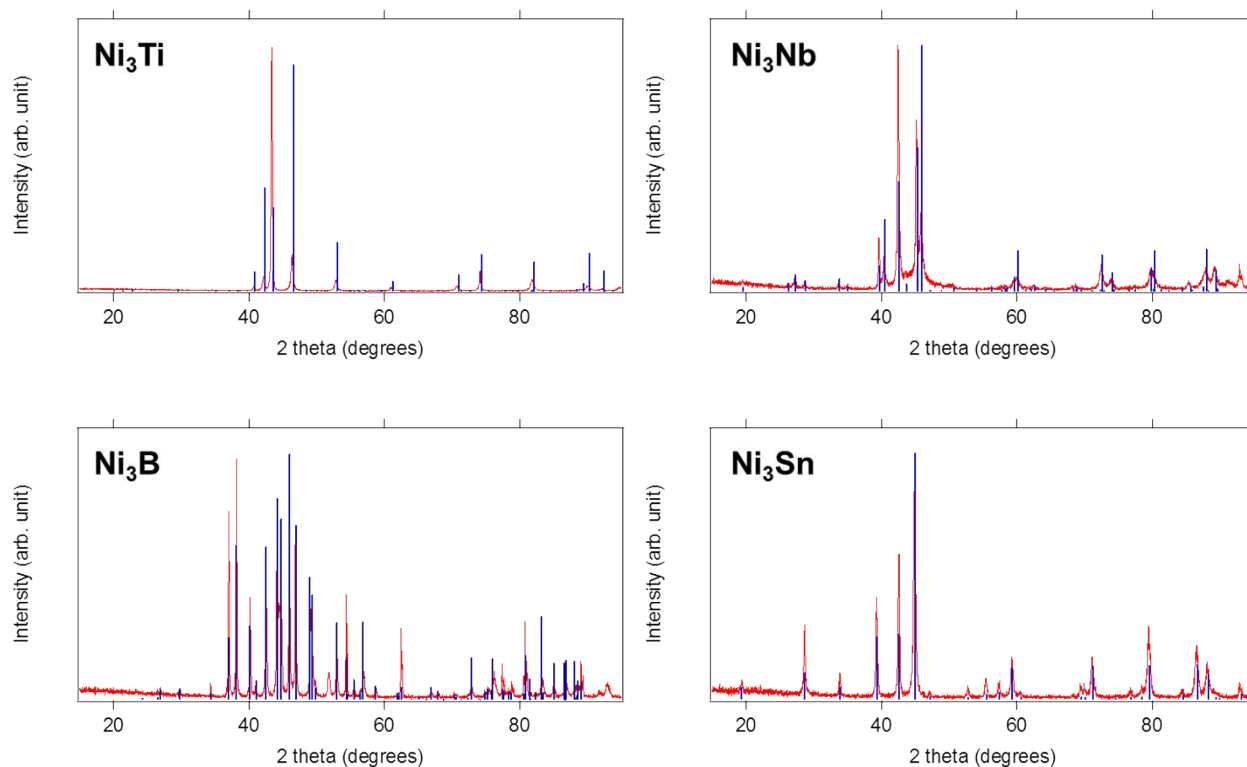 Ni₃Ti
Intensity (arb. unit)
20
40
60
80
2 theta (degrees)
Ni₃Nb
Intensity (arb. unit)
20
40
60
80
2 theta (degrees)
Ni₃B
Intensity (arb. unit)
20
40
60
80
2 theta (degrees)
Ni₃Sn
Intensity (arb. unit)
20
40
60
80
2 theta (degrees)